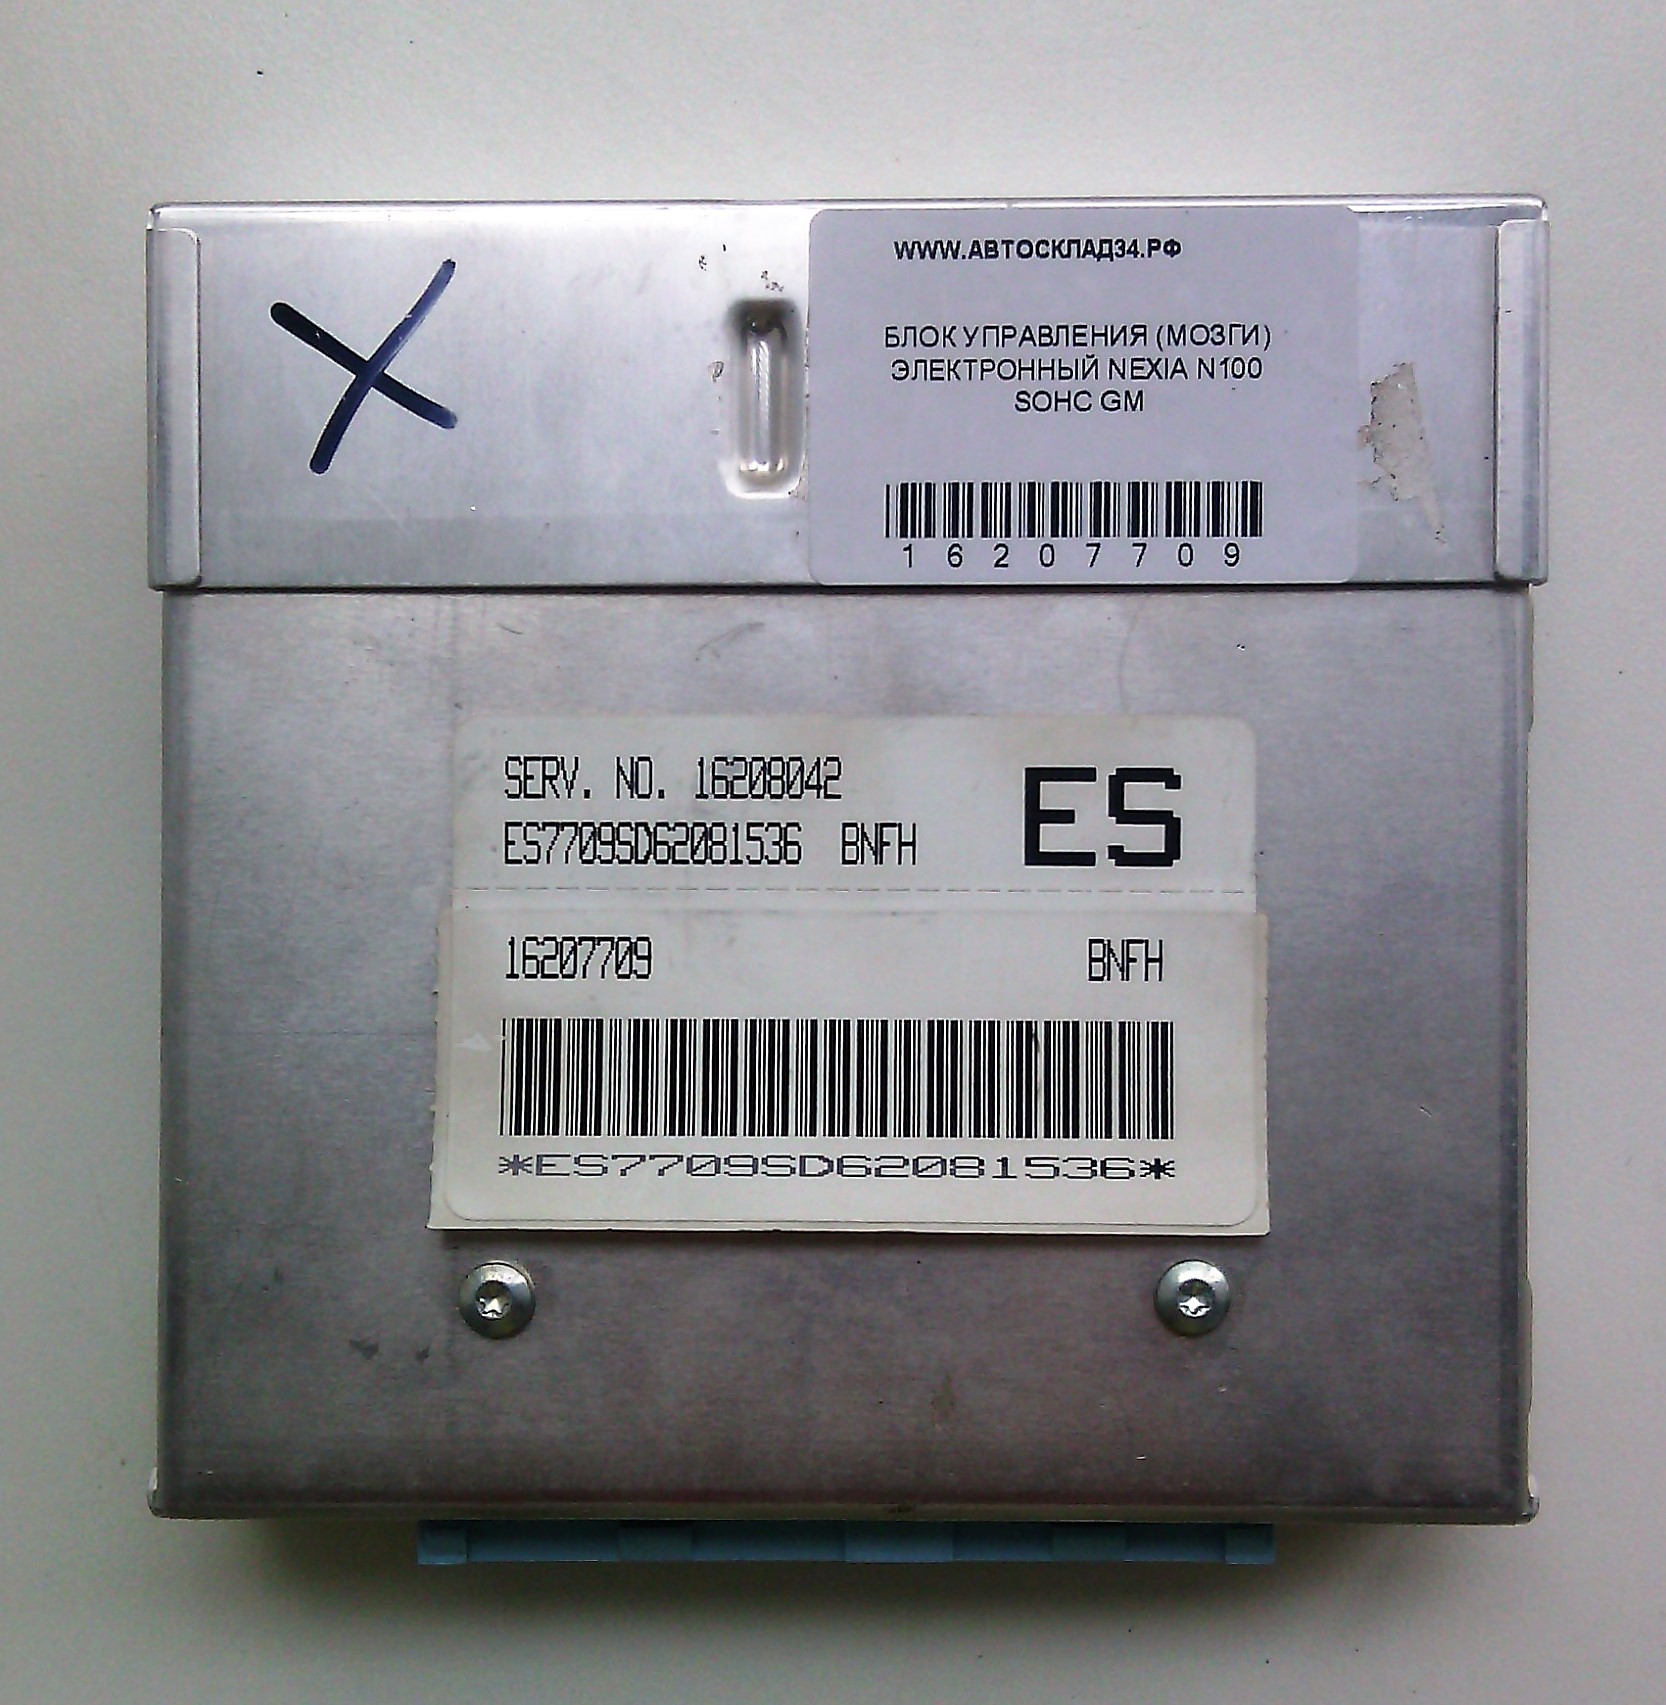 WWW.АВТОСКЛАД34.РФ
БЛОК УПРАВЛЕНИЯ (МОЗГИ)
ЭЛЕКТРОННЫЙ NEXIA N100
SOHC GM
16207709
SERV. NO. 16208042
ES7709SD62081536 BNFH
ES
16207709 BNFH
*ES7709SD62081536*